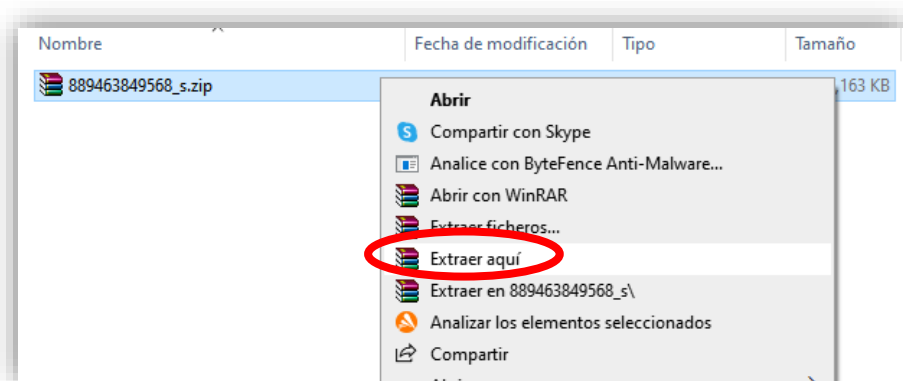 Nombre Fecha de modificación Tipo Tamaño
889463849568_s.zip 163 KB
Abrir
Compartir con Skype
Analice con ByteFence Anti-Malware...
Abrir con WinRAR
Extraer ficheros...
Extraer aquí
Extraer en 889463849568_s\
Analizar los elementos seleccionados
Compartir